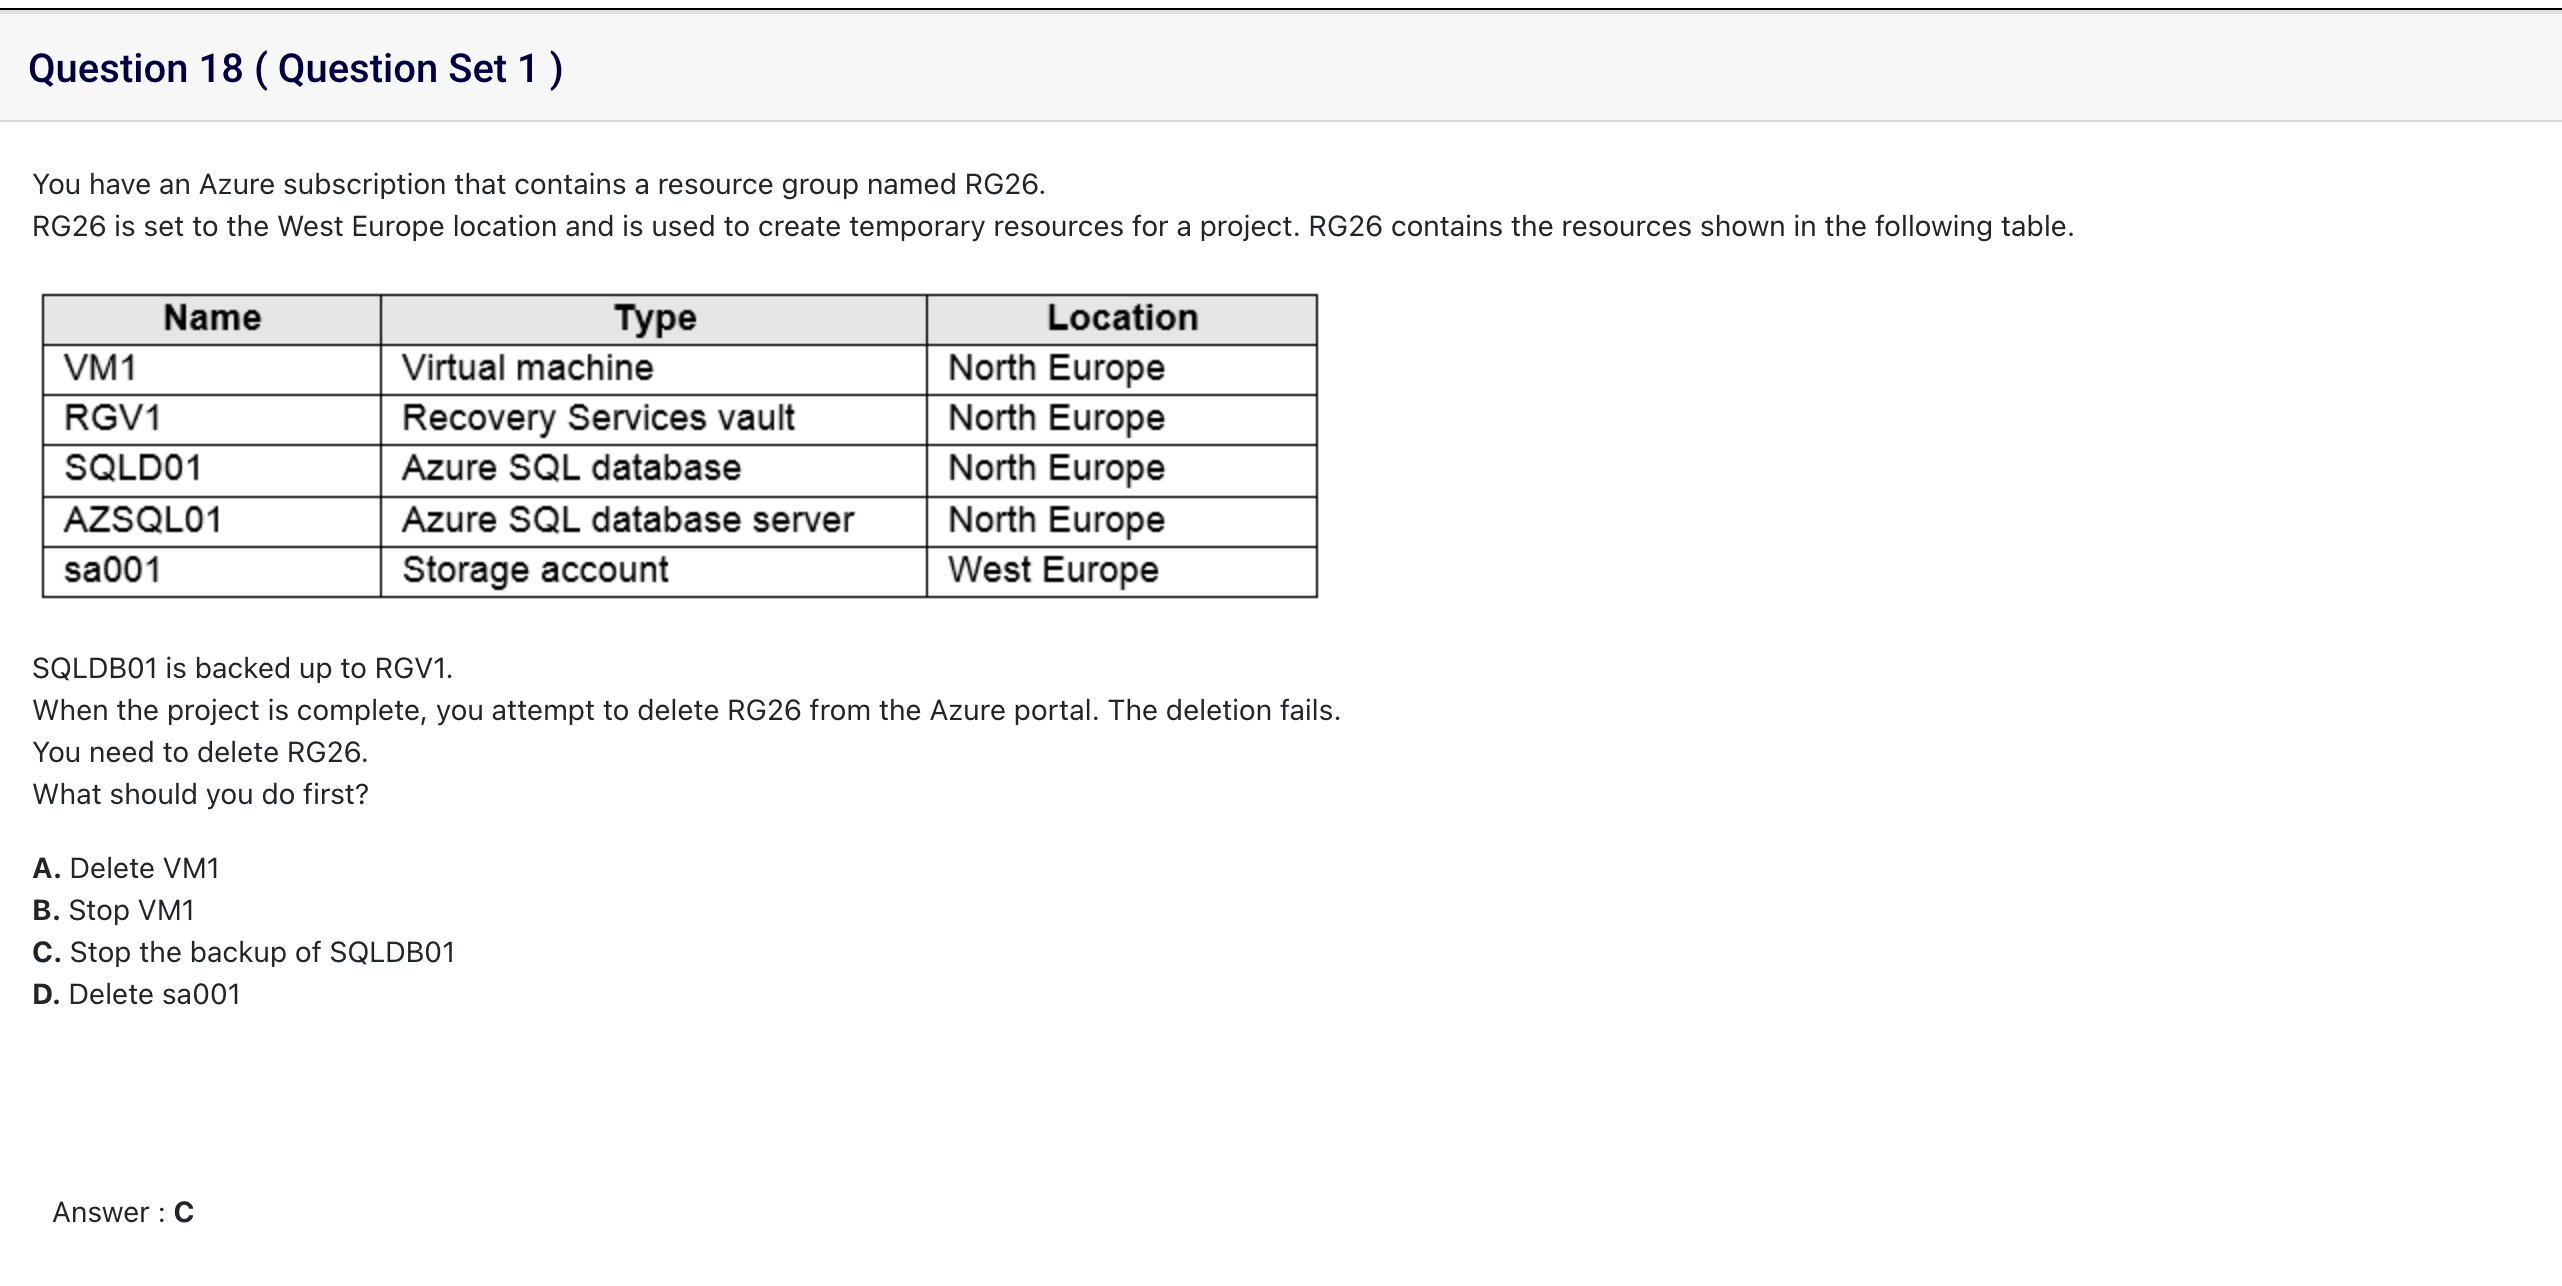 Question 18 ( Question Set 1 )
You have an Azure subscription that contains a resource group named RG26.
RG26 is set to the West Europe location and is used to create temporary resources for a project. RG26 contains the resources shown in the following table.
Name Type Location
VM1 Virtual machine North Europe
RGV1 Recovery Services vault North Europe
SQLD01 Azure SQL database North Europe
AZSQL01 Azure SQL database server North Europe
sa001 Storage account West Europe
SQLDB01 is backed up to RGV1.
When the project is complete, you attempt to delete RG26 from the Azure portal. The deletion fails.
You need to delete RG26.
What should you do first?
A. Delete VM1
B. Stop VM1
C. Stop the backup of SQLDB01
D. Delete sa001
Answer : C